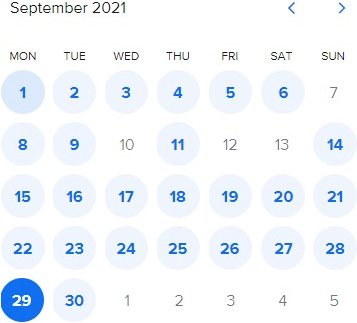 September 2021
MON TUE WED THU FRI SAT SUN
1 2 3 4 5 6 7
8 9 10 11 12 13 14
15 16 17 18 19 20 21
22 23 24 25 26 27 28
29 30 1 2 3 4 5